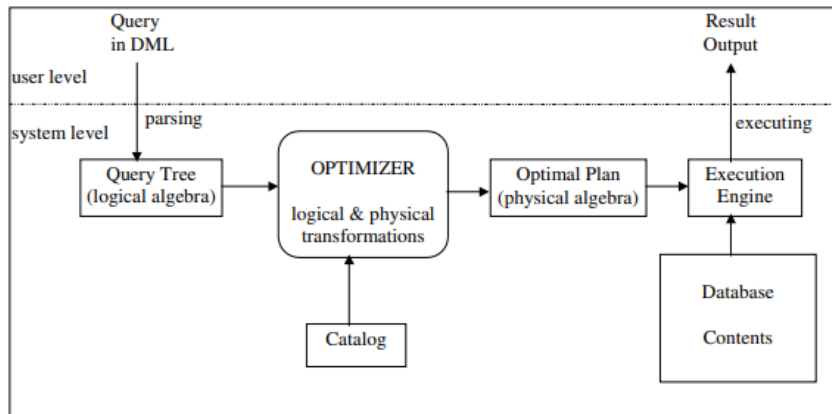 Query
in DML
Result
Output
user level
system level
parsing
executing
Query Tree
(logical algebra)
OPTIMIZER
logical & physical
transformations
Optimal Plan
(physical algebra)
Execution
Engine
Catalog
Database
Contents